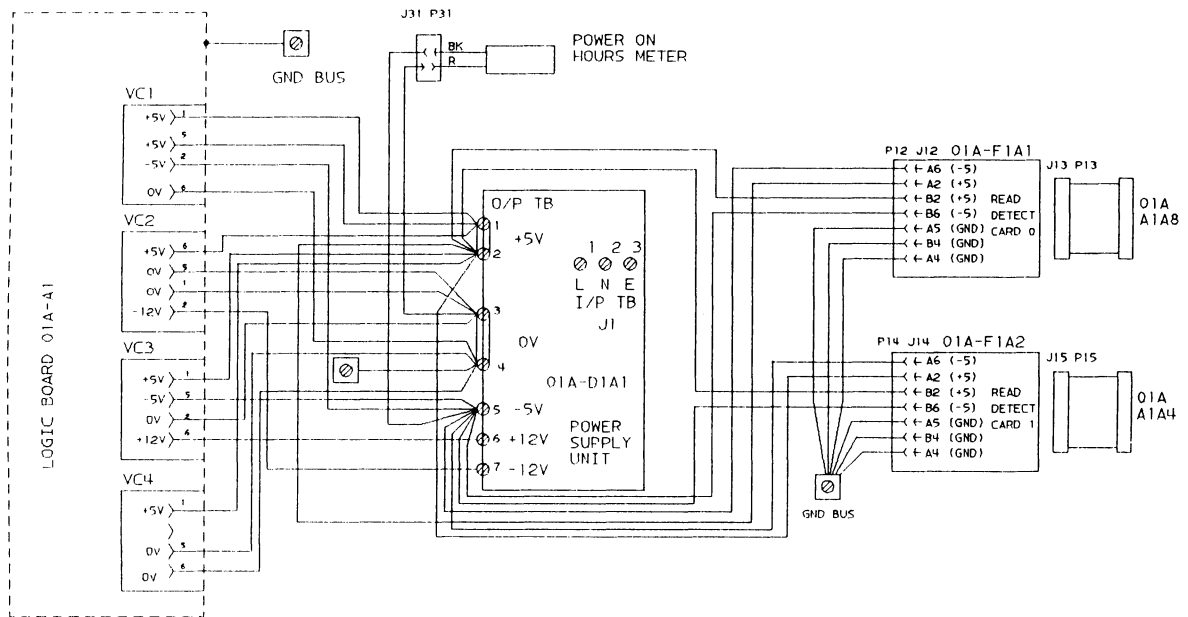 J31 P31
BK
R
POWER ON
HOURS METER
GND BUS
LOGIC BOARD 01A-A1
VC1
+5V 1
+5V 5
-5V 2
0V 6
VC2
+5V 6
0V 5
0V 1
-12V 2
VC3
+5V 1
-5V 5
0V 2
+12V 6
VC4
+5V 1
0V 5
0V 6
O/P TB
1
+5V
2
3
0V
4
5 -5V
6 +12V
7 -12V
1 2 3
L N E
I/P TB
J1
01A-D1A1
POWER
SUPPLY
UNIT
P12 J12 01A-F1A1
A6 (-5)
A2 (+5)
B2 (+5) READ
B6 (-5) DETECT
A5 (GND) CARD 0
B4 (GND)
A4 (GND)
J13 P13
01A
A1A8
P14 J14 01A-F1A2
A6 (-5)
A2 (+5)
B2 (+5) READ
B6 (-5) DETECT
A5 (GND) CARD 1
B4 (GND)
A4 (GND)
J15 P15
01A
A1A4
GND BUS